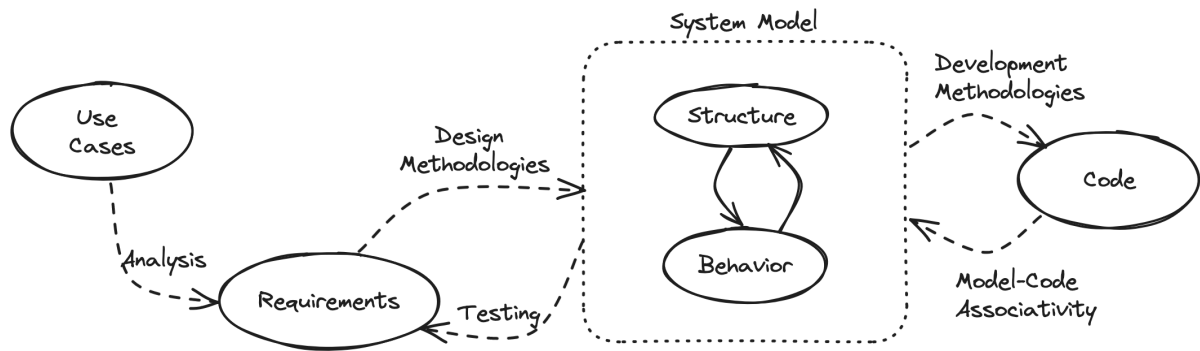 System Model
Use
Cases
Analysis
Requirements
Design
Methodologies
Testing
Structure
Behavior
Development
Methodologies
Code
Model-Code
Associativity